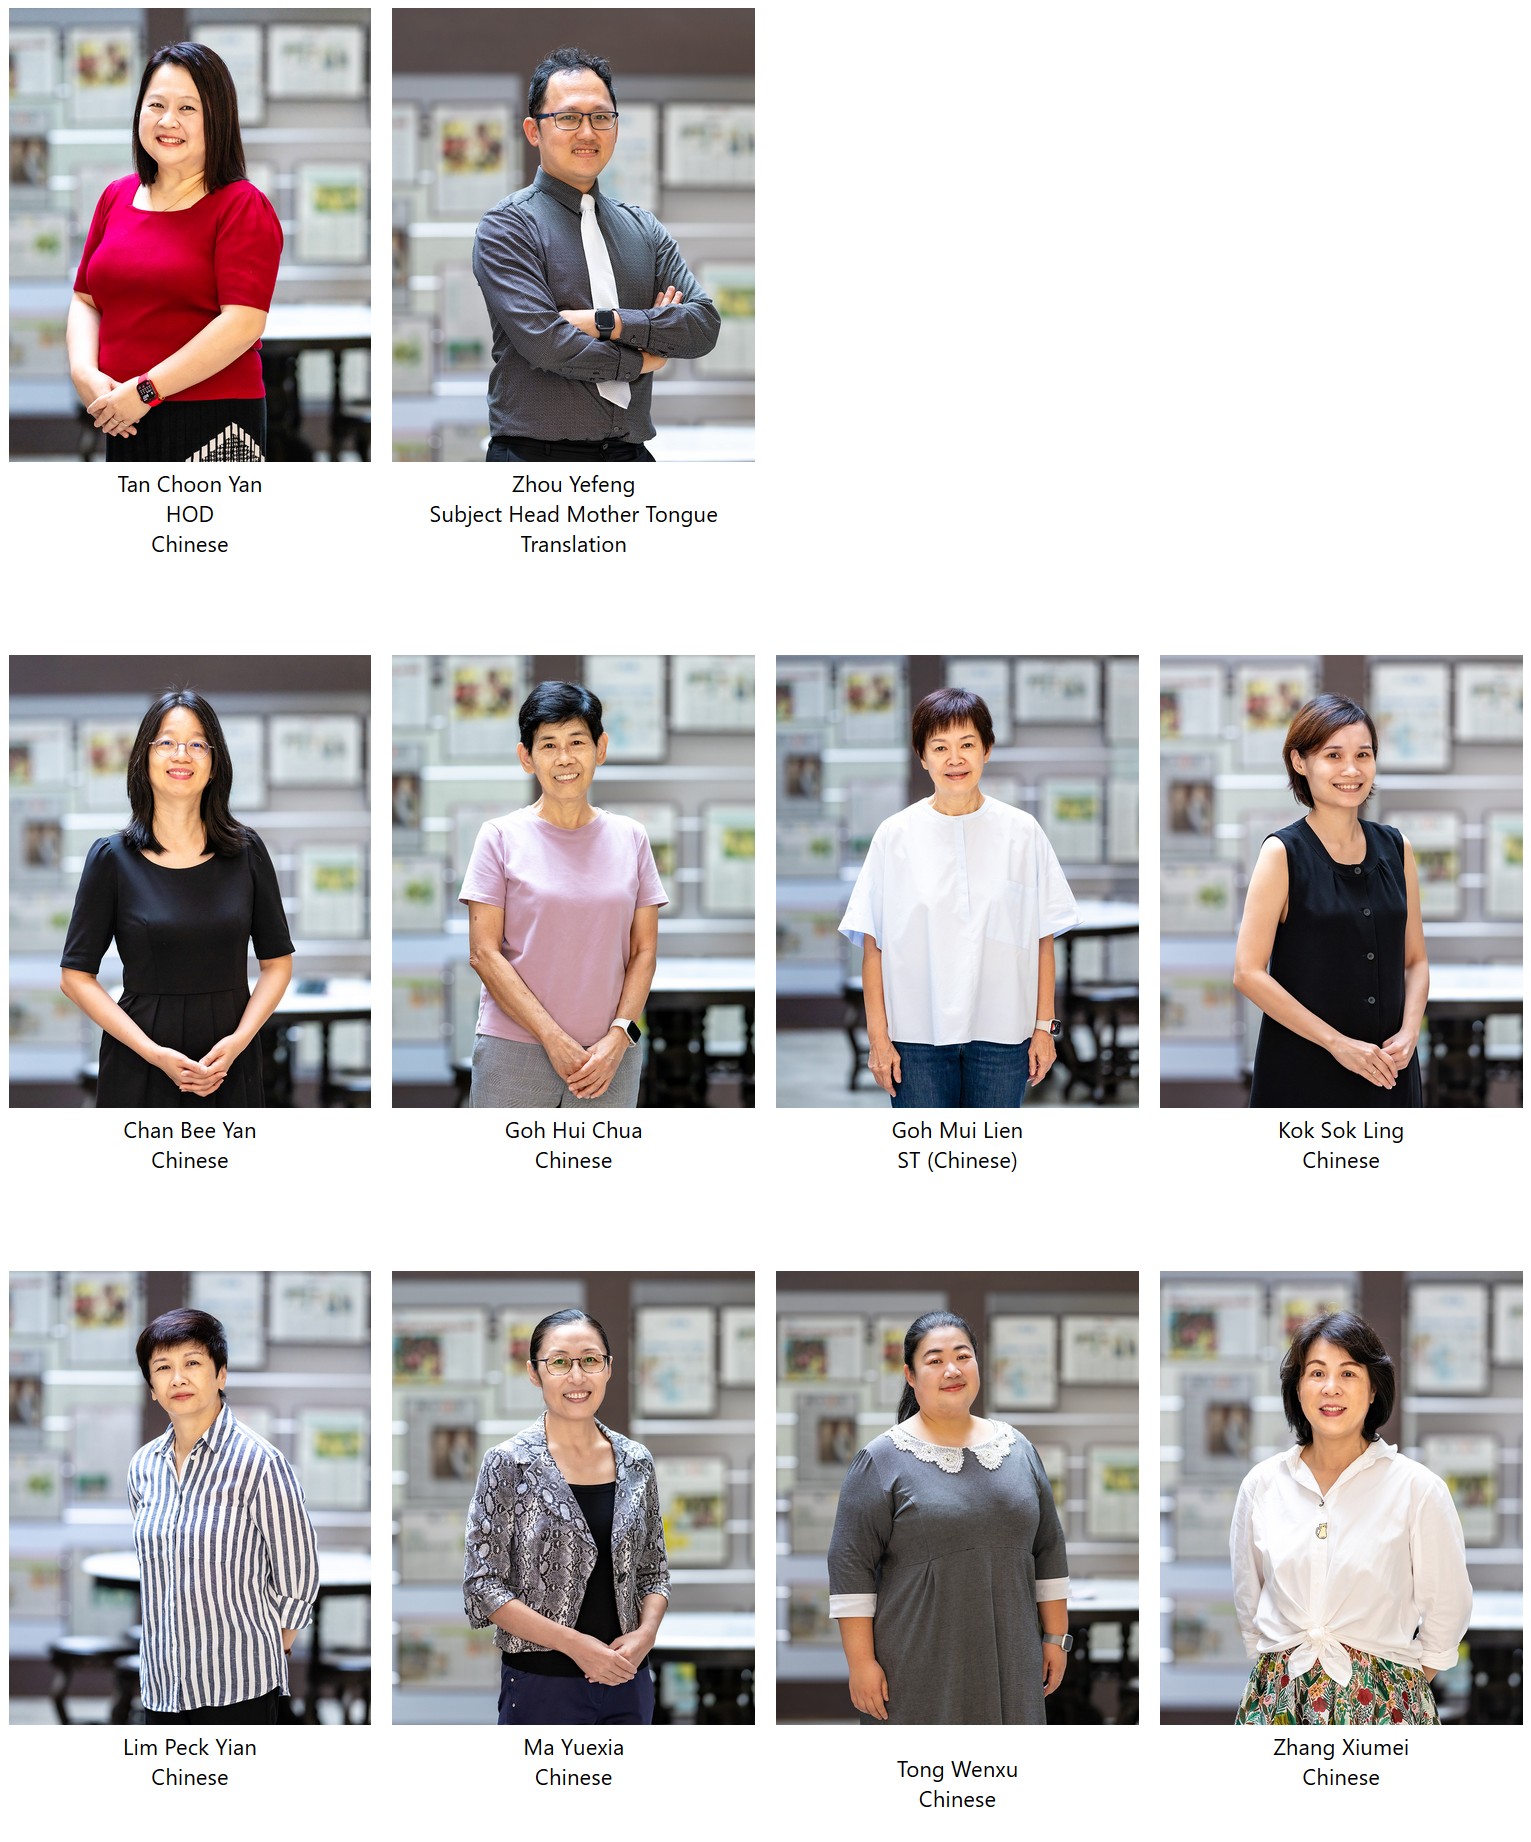 Tan Choon Yan
HOD
Chinese
Zhou Yefeng
Subject Head Mother Tongue
Translation
Chan Bee Yan
Chinese
Goh Hui Chua
Chinese
Goh Mui Lien
ST (Chinese)
Kok Sok Ling
Chinese
Lim Peck Yian
Chinese
Ma Yuexia
Chinese
Tong Wenxu
Chinese
Zhang Xiumei
Chinese